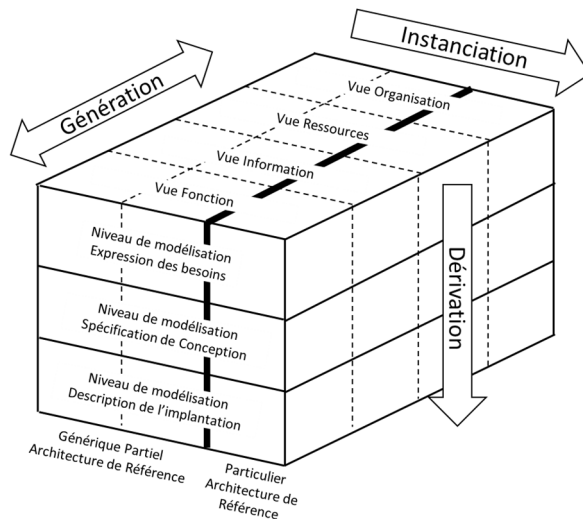 Instanciation
Génération
Vue Organisation
Vue Ressources
Vue Information
Vue Fonction
Niveau de modélisation
Expression des besoins
Dérivation
Niveau de modélisation
Spécification de Conception
Niveau de modélisation
Description de l'implantation
Générique Partiel
Architecture de Référence
Particulier
Architecture de
Référence